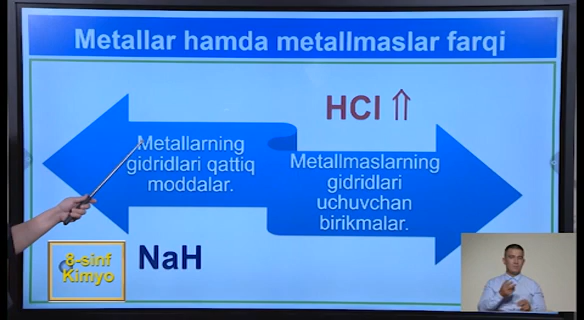 Metallar hamda metallmaslar farqi
HCl ⇑
Metallarning
gidridlari qattiq
moddalar.
Metallmaslarning
gidridlari
uchuvchan
birikmalar.
NaH
8-sinf
Kimyo